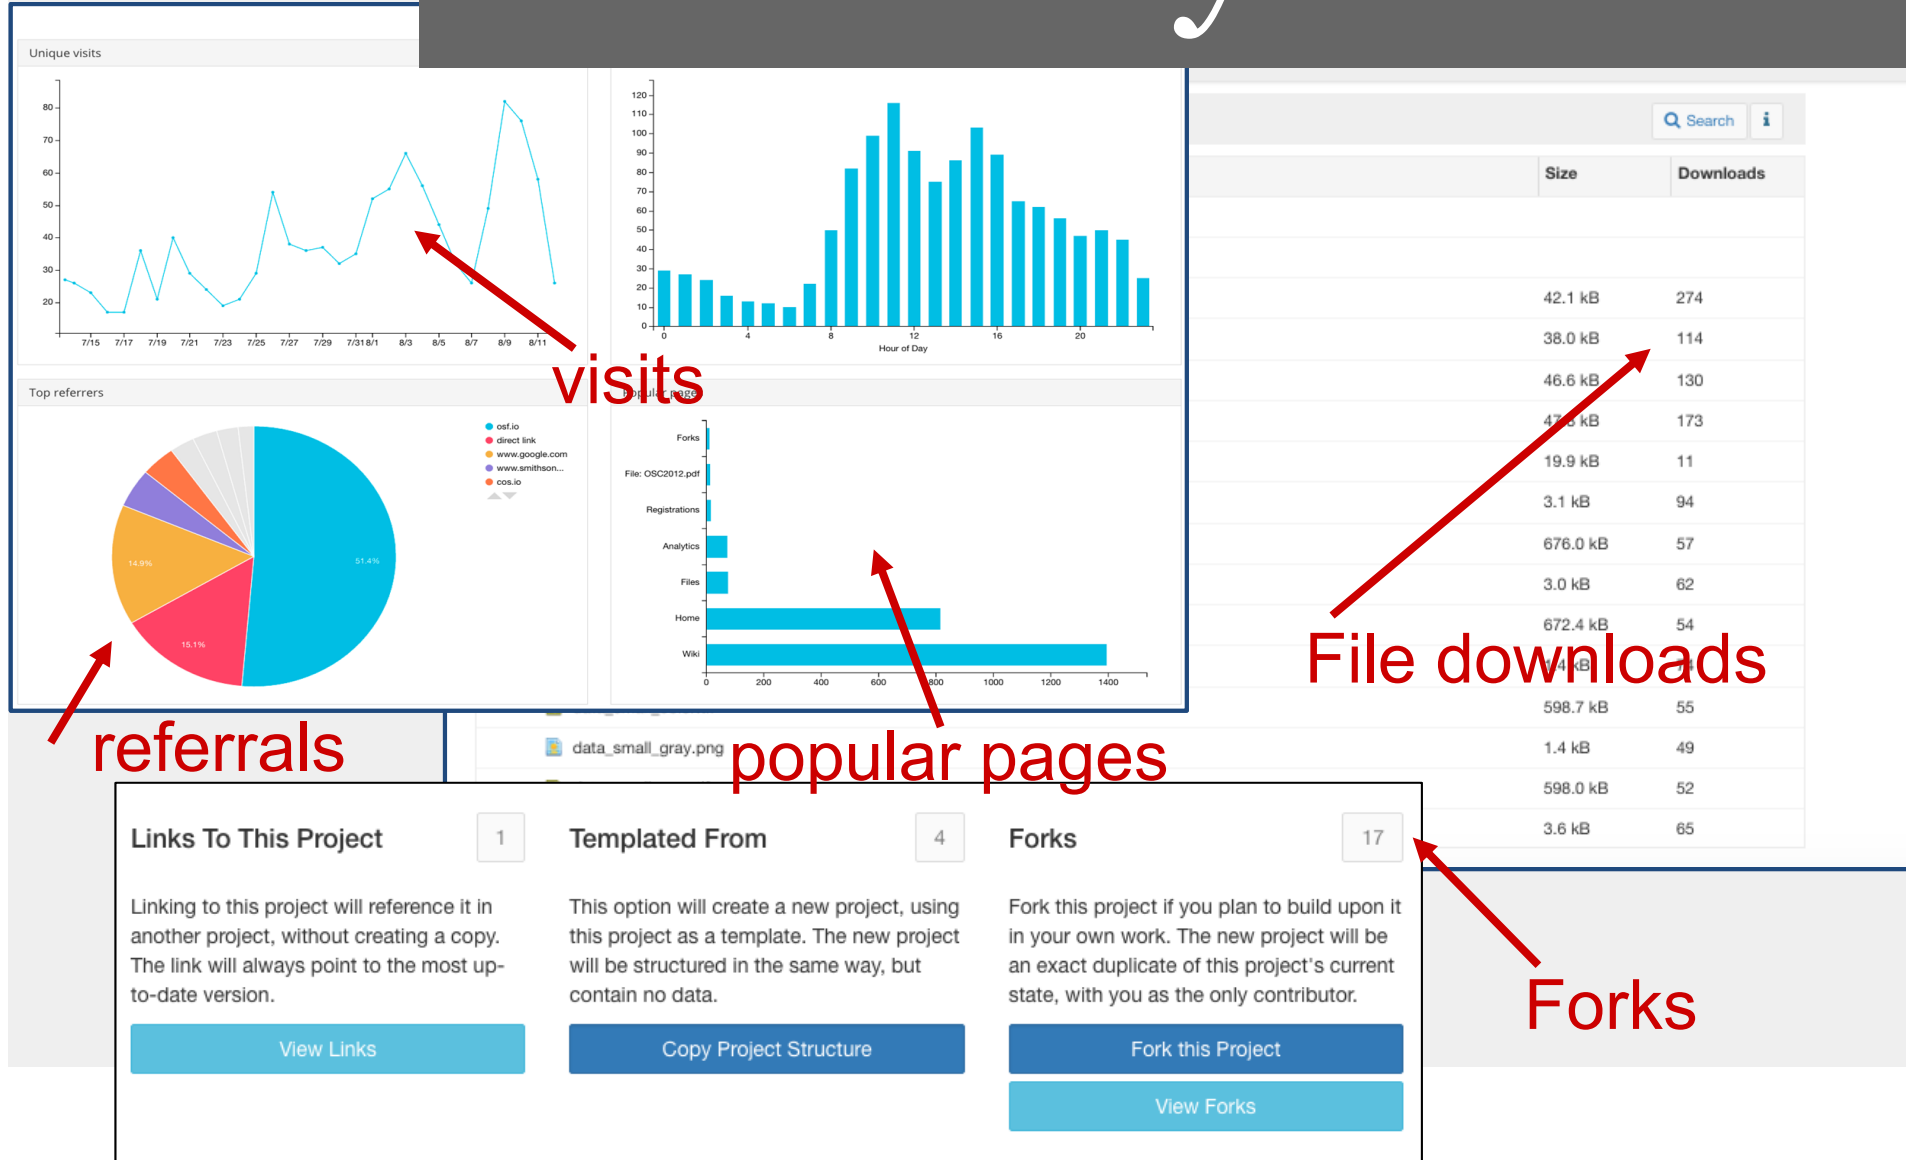 y
Unique visits
80
70
60
50
40
30
20
7/15 7/17 7/19 7/21 7/23 7/25 7/27 7/29 7/31 8/1 8/3 8/5 8/7 8/9 8/11
120
110
100
90
80
70
60
50
40
30
20
10
0
0 4 8 12 16 20
Hour of Day
visits
Top referrers
osf.io
direct link
www.google.com
www.smithson...
cos.io
51.4%
14.9%
15.1%
referrals
Popular pages
Forks
File: OSC2012.pdf
Registrations
Analytics
Files
Home
Wiki
0 200 400 600 800 1000 1200 1400
popular pages
Search i
Size Downloads
42.1 kB 274
38.0 kB 114
46.6 kB 130
kB 173
19.9 kB 11
3.1 kB 94
676.0 kB 57
3.0 kB 62
672.4 kB 54
kB
598.7 kB 55
data_small_gray.png 1.4 kB 49
598.0 kB 52
3.6 kB 65
File downloads
Links To This Project 1
Linking to this project will reference it in
another project, without creating a copy.
The link will always point to the most up-
to-date version.
View Links
Templated From 4
This option will create a new project, using
this project as a template. The new project
will be structured in the same way, but
contain no data.
Copy Project Structure
Forks 17
Fork this project if you plan to build upon it
in your own work. The new project will be
an exact duplicate of this project's current
state, with you as the only contributor.
Fork this Project
View Forks
Forks